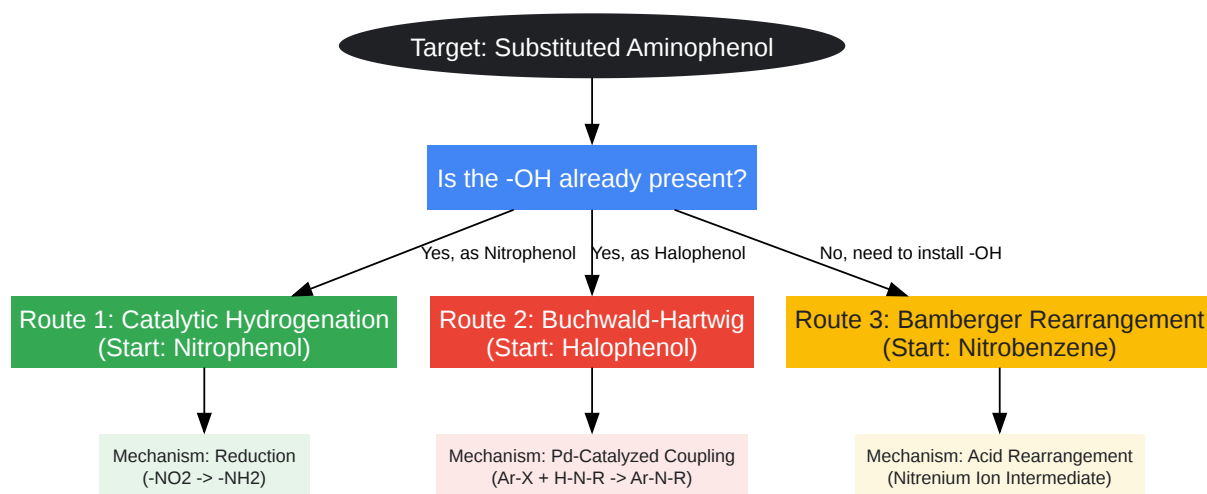 Target: Substituted Aminophenol
Is the -OH already present?
Yes, as Nitrophenol
Yes, as Halophenol
No, need to install -OH
Route 1: Catalytic Hydrogenation
(Start: Nitrophenol)
Route 2: Buchwald-Hartwig
(Start: Halophenol)
Route 3: Bamberger Rearrangement
(Start: Nitrobenzene)
Mechanism: Reduction
(-NO2 -> -NH2)
Mechanism: Pd-Catalyzed Coupling
(Ar-X + H-N-R -> Ar-N-R)
Mechanism: Acid Rearrangement
(Nitrenium Ion Intermediate)